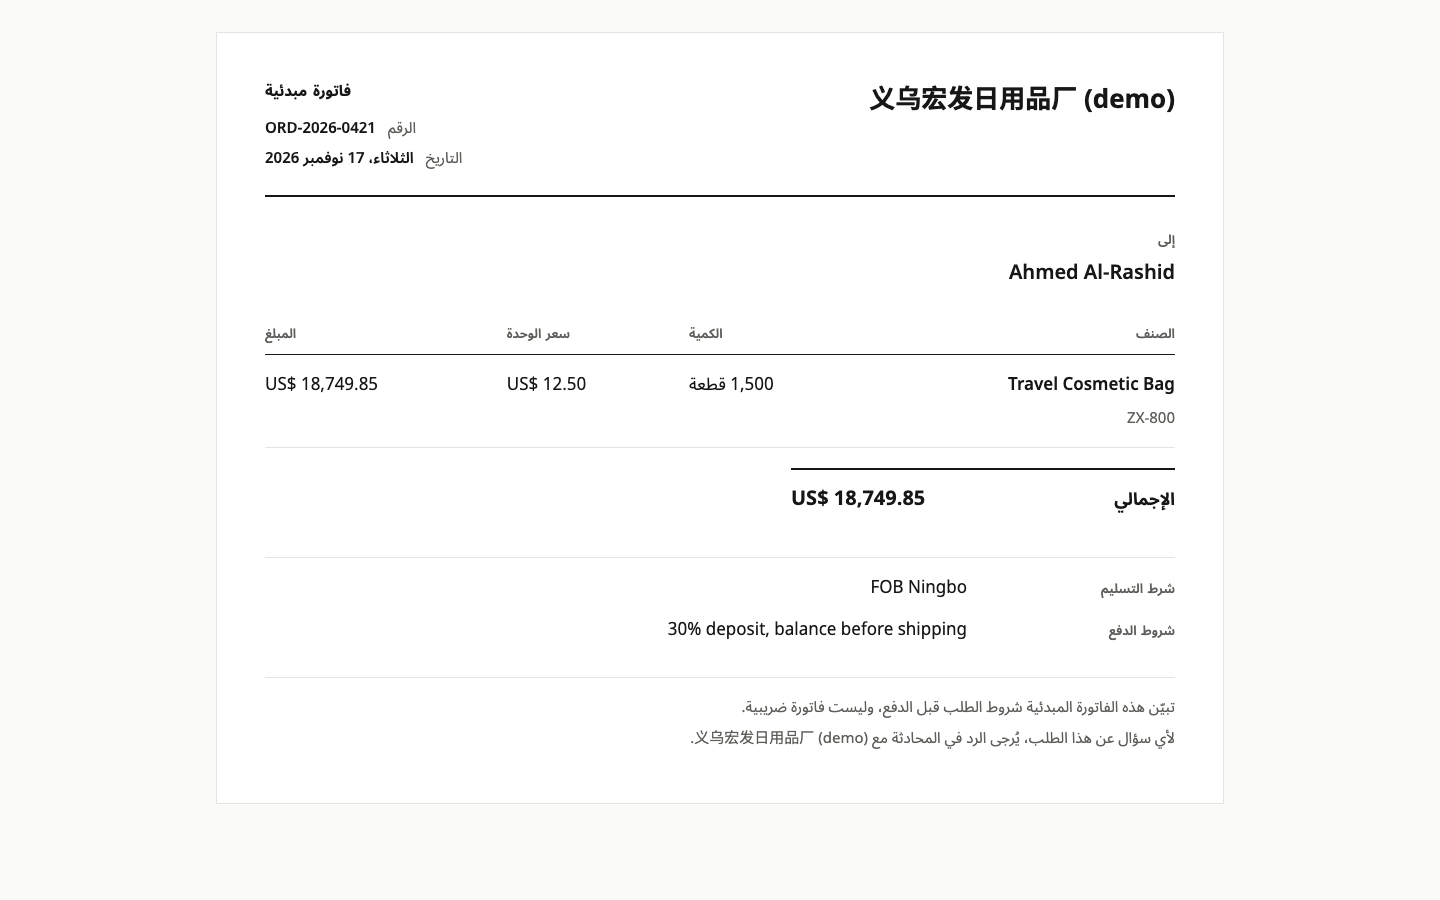 义乌宏发日用品厂 (demo)
فاتورة مبدئية
الرقم ORD-2026-0421
التاريخ الثلاثاء، 17 نوفمبر 2026
إلى
Ahmed Al-Rashid
الصنف الكمية سعر الوحدة المبلغ
Travel Cosmetic Bag 1,500 قطعة US$ 12.50 US$ 18,749.85
ZX-800
الإجمالي US$ 18,749.85
شرط التسليم FOB Ningbo
شروط الدفع 30% deposit, balance before shipping
تبيّن هذه الفاتورة المبدئية شروط الطلب قبل الدفع، وليست فاتورة ضريبية.
لأي سؤال عن هذا الطلب، يُرجى الرد في المحادثة مع 义乌宏发日用品厂 (demo).